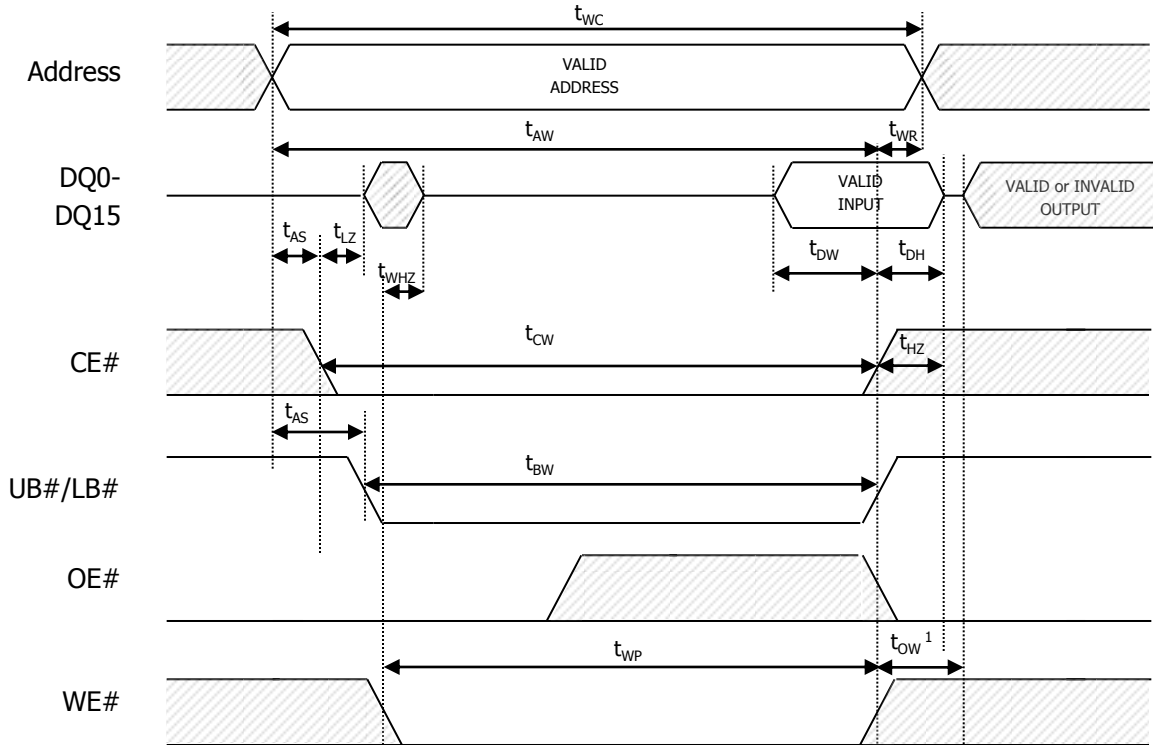 tWC
Address
VALID
ADDRESS
tAW
tWR
DQ0-
DQ15
VALID
INPUT
VALID or INVALID
OUTPUT
tAS
tLZ
tDW
tDH
tWHZ
tCW
CE#
tHZ
tAS
UB#/LB#
tBW
OE#
tWP
tOW 1
WE#